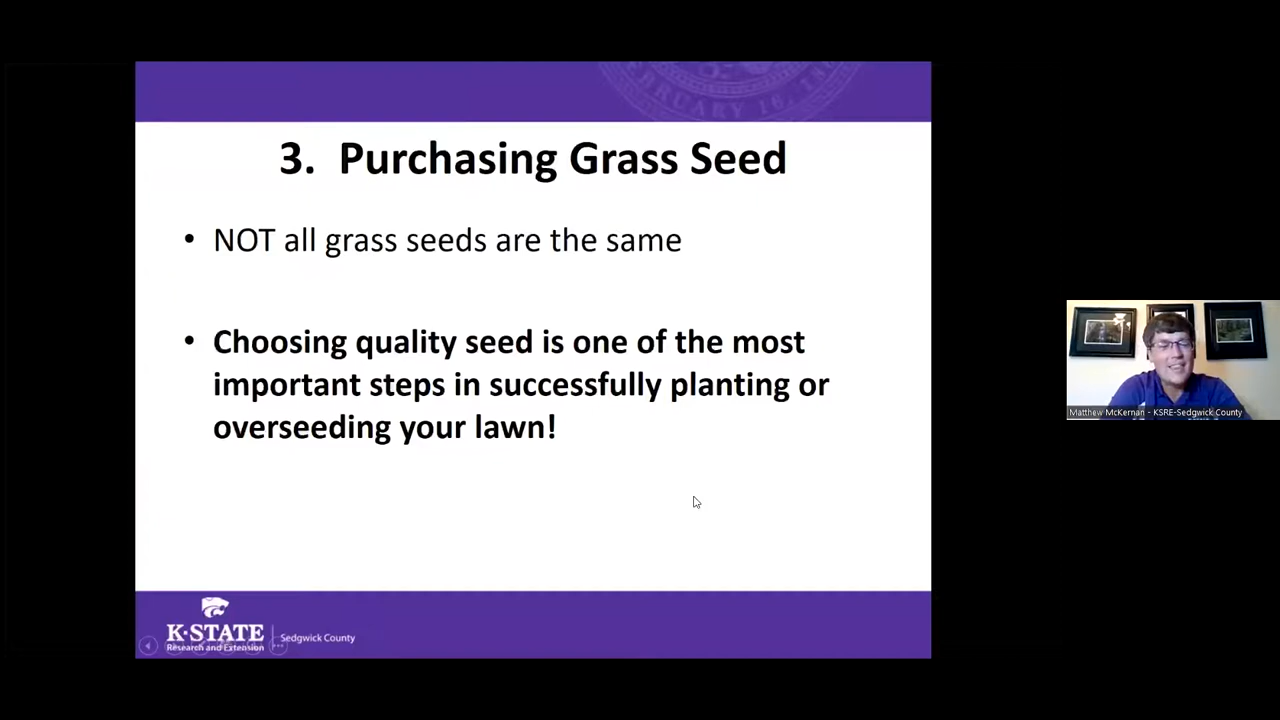 FEBRUARY 16,
3. Purchasing Grass Seed
• NOT all grass seeds are the same
• Choosing quality seed is one of the most
important steps in successfully planting or
overseeding your lawn!
Matthew McKernan - KSRE-Sedgwick County
K-STATE
Research and Extension
Sedgwick County